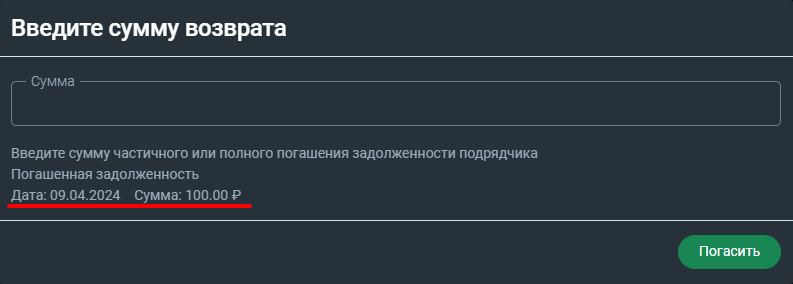 Введите сумму возврата
Сумма
Введите сумму частичного или полного погашения задолженности подрядчика
Погашенная задолженность
Дата: 09.04.2024 Сумма: 100.00 ₽
Погасить